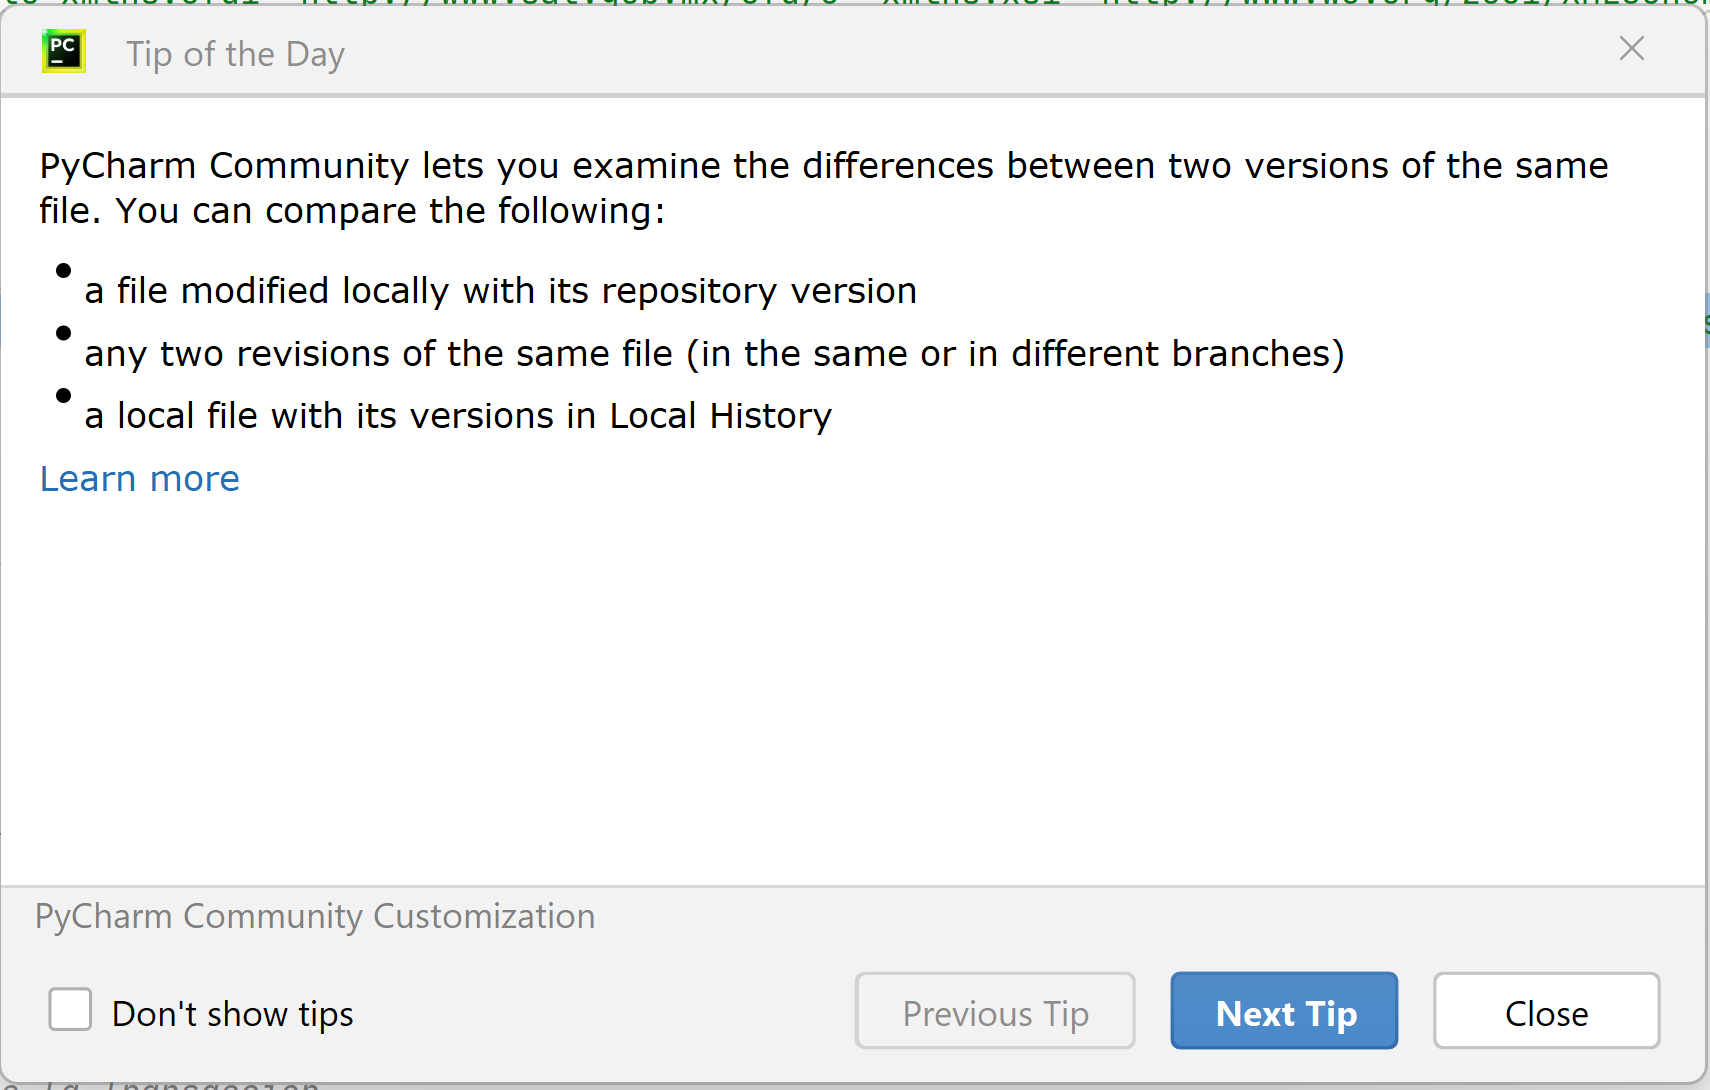 PC
Tip of the Day
PyCharm Community lets you examine the differences between two versions of the same
file. You can compare the following:
a file modified locally with its repository version
any two revisions of the same file (in the same or in different branches)
a local file with its versions in Local History
Learn more
PyCharm Community Customization
Don't show tips
Previous Tip
Next Tip
Close